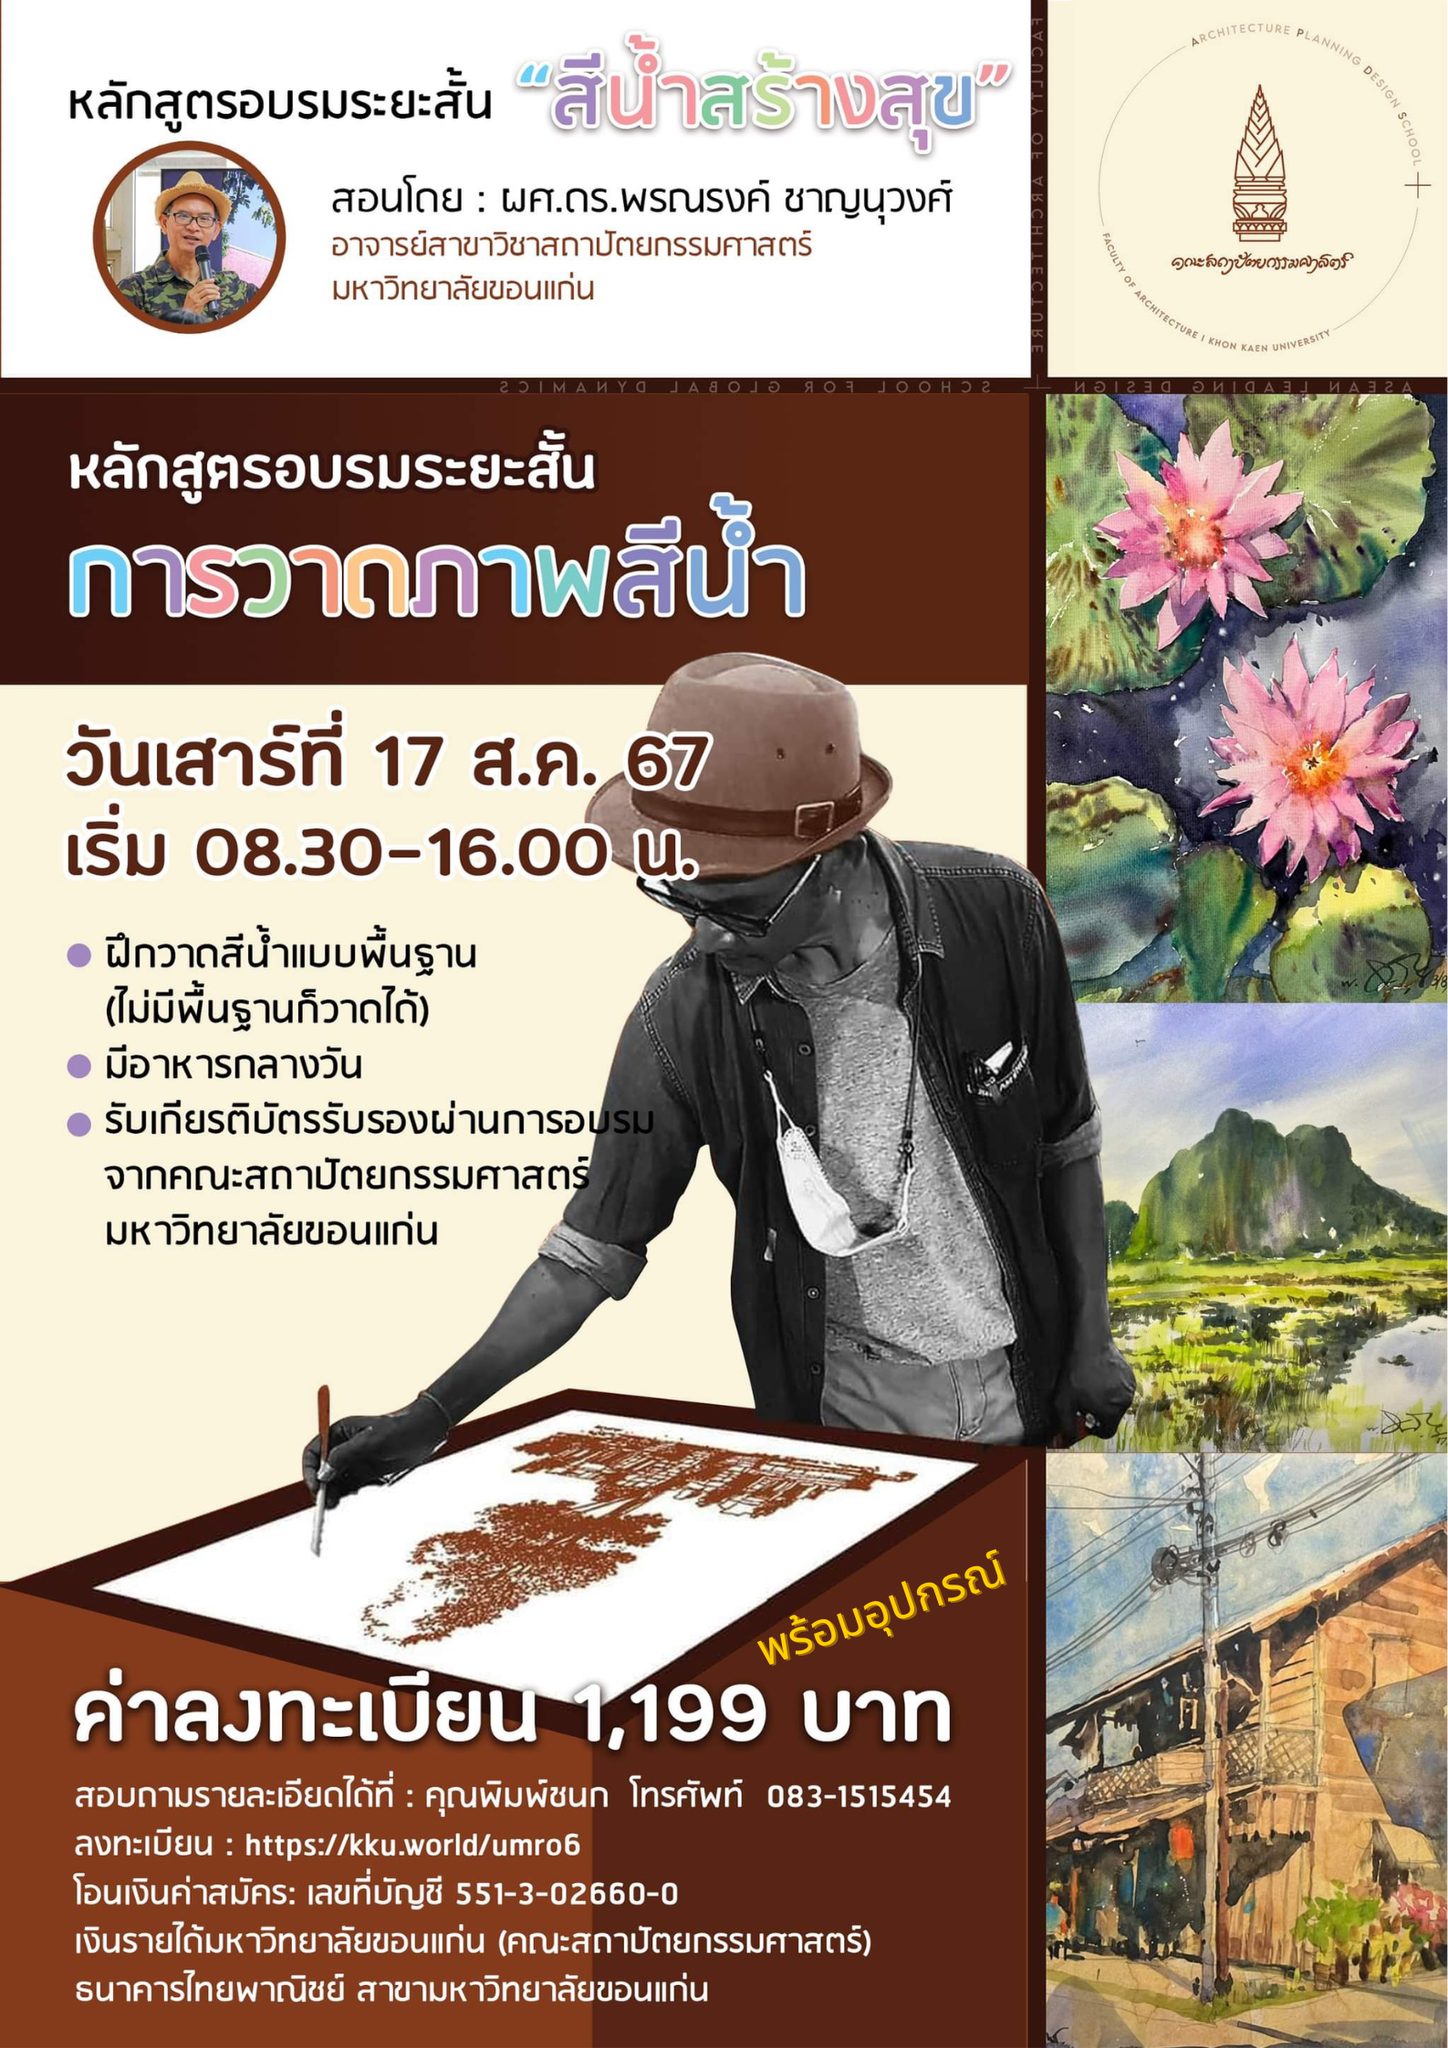 หลักสูตรอบรมระยะสั้น “สีน้ำสร้างสุข”
สอนโดย : ผศ.ดร.พรณรงค์ ชาญนุวงศ์
อาจารย์สาขาวิชาสถาปัตยกรรมศาสตร์
มหาวิทยาลัยขอนแก่น
ARCHITECTURE PLANNING DESIGN SCHOOL
คณะสถาปัตยกรรมศาสตร์
FACULTY OF ARCHITECTURE I KHON KAEN UNIVERSITY
FACULTY OF ARCHITECTURE
SCHOOL FOR GLOBAL DYNAMICS
ASEAN LEADING DESIGN
หลักสูตรอบรมระยะสั้น
การวาดภาพสีน้ำ
วันเสาร์ที่ 17 ส.ค. 67
เริ่ม 08.30-16.00 น.
ฝึกวาดสีน้ำแบบพื้นฐาน
(ไม่มีพื้นฐานก็วาดได้)
มีอาหารกลางวัน
รับเกียรติบัตรรับรองผ่านการอบรม
จากคณะสถาปัตยกรรมศาสตร์
มหาวิทยาลัยขอนแก่น
พร้อมอุปกรณ์
ค่าลงทะเบียน 1,199 บาท
สอบถามรายละเอียดได้ที่ : คุณพิมพ์ชนก โทรศัพท์ 083-1515454
ลงทะเบียน : https://kku.world/umro6
โอนเงินค่าสมัคร: เลขที่บัญชี 551-3-02660-0
เงินรายได้มหาวิทยาลัยขอนแก่น (คณะสถาปัตยกรรมศาสตร์)
ธนาคารไทยพาณิชย์ สาขามหาวิทยาลัยขอนแก่น